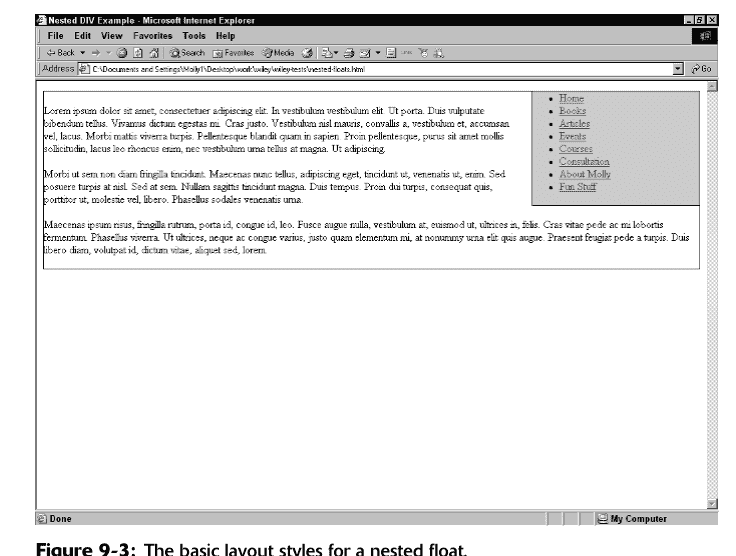 Nested DIV Example - Microsoft Internet Explorer
File Edit View Favorites Tools Help
Back Search Favorites Media
Address C:\Documents and Settings\Molly1\Desktop\work\wiley\wiley-tests\nested-floats.html Go
Lorem ipsum dolor sit amet, consectetuer adipiscing elit. In vestibulum vestibulum elit. Ut porta. Duis vulputate
bibendum tellus. Vivamus dictum egestas mi. Cras justo. Vestibulum nisl mauris, convallis a, vestibulum et, accumsan
vel, lacus. Morbi mattis viverra turpis. Pellentesque blandit quam in sapien. Proin pellentesque, purus sit amet mollis
sollicitudin, lacus leo rhoncus enim, nec vestibulum urna tellus at magna. Ut adipiscing.
Morbi ut sem non diam fringilla tincidunt. Maecenas nunc tellus, adipiscing eget, tincidunt ut, venenatis ut, enim. Sed
posuere turpis at nisl. Sed at sem. Nullam sagittis tincidunt magna. Duis tempus. Proin dui turpis, consequat quis,
porttitor ut, molestie vel, libero. Phasellus sodales venenatis urna.
Maecenas ipsum risus, fringilla rutrum, porta id, congue id, leo. Fusce augue nulla, vestibulum at, euismod ut, ultrices in, felis. Cras vitae pede ac mi lobortis
fermentum. Phasellus viverra. Ut ultrices, neque ac congue varius, justo quam elementum mi, at nonummy urna elit quis augue. Praesent feugiat pede a turpis. Duis
libero diam, volutpat id, dictum vitae, aliquet sed, lorem.
Home
Books
Articles
Events
Courses
Consultation
About Molly
Fun Stuff
Done My Computer
Figure 9-3: The basic layout styles for a nested float.